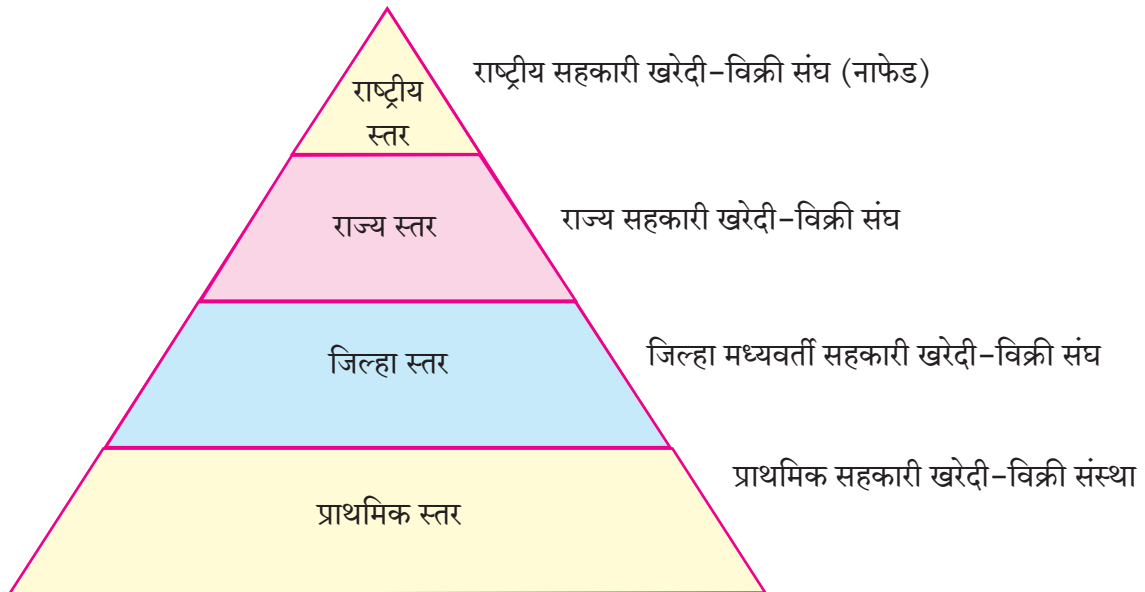 राष्ट्रीय सहकारी खरेदी-विक्री संघ (नाफेड)
राष्ट्रीय
स्तर
राज्य स्तर
राज्य सहकारी खरेदी-विक्री संघ
जिल्हा स्तर
जिल्हा मध्यवर्ती सहकारी खरेदी-विक्री संघ
प्राथमिक सहकारी खरेदी-विक्री संस्था
प्राथमिक स्तर